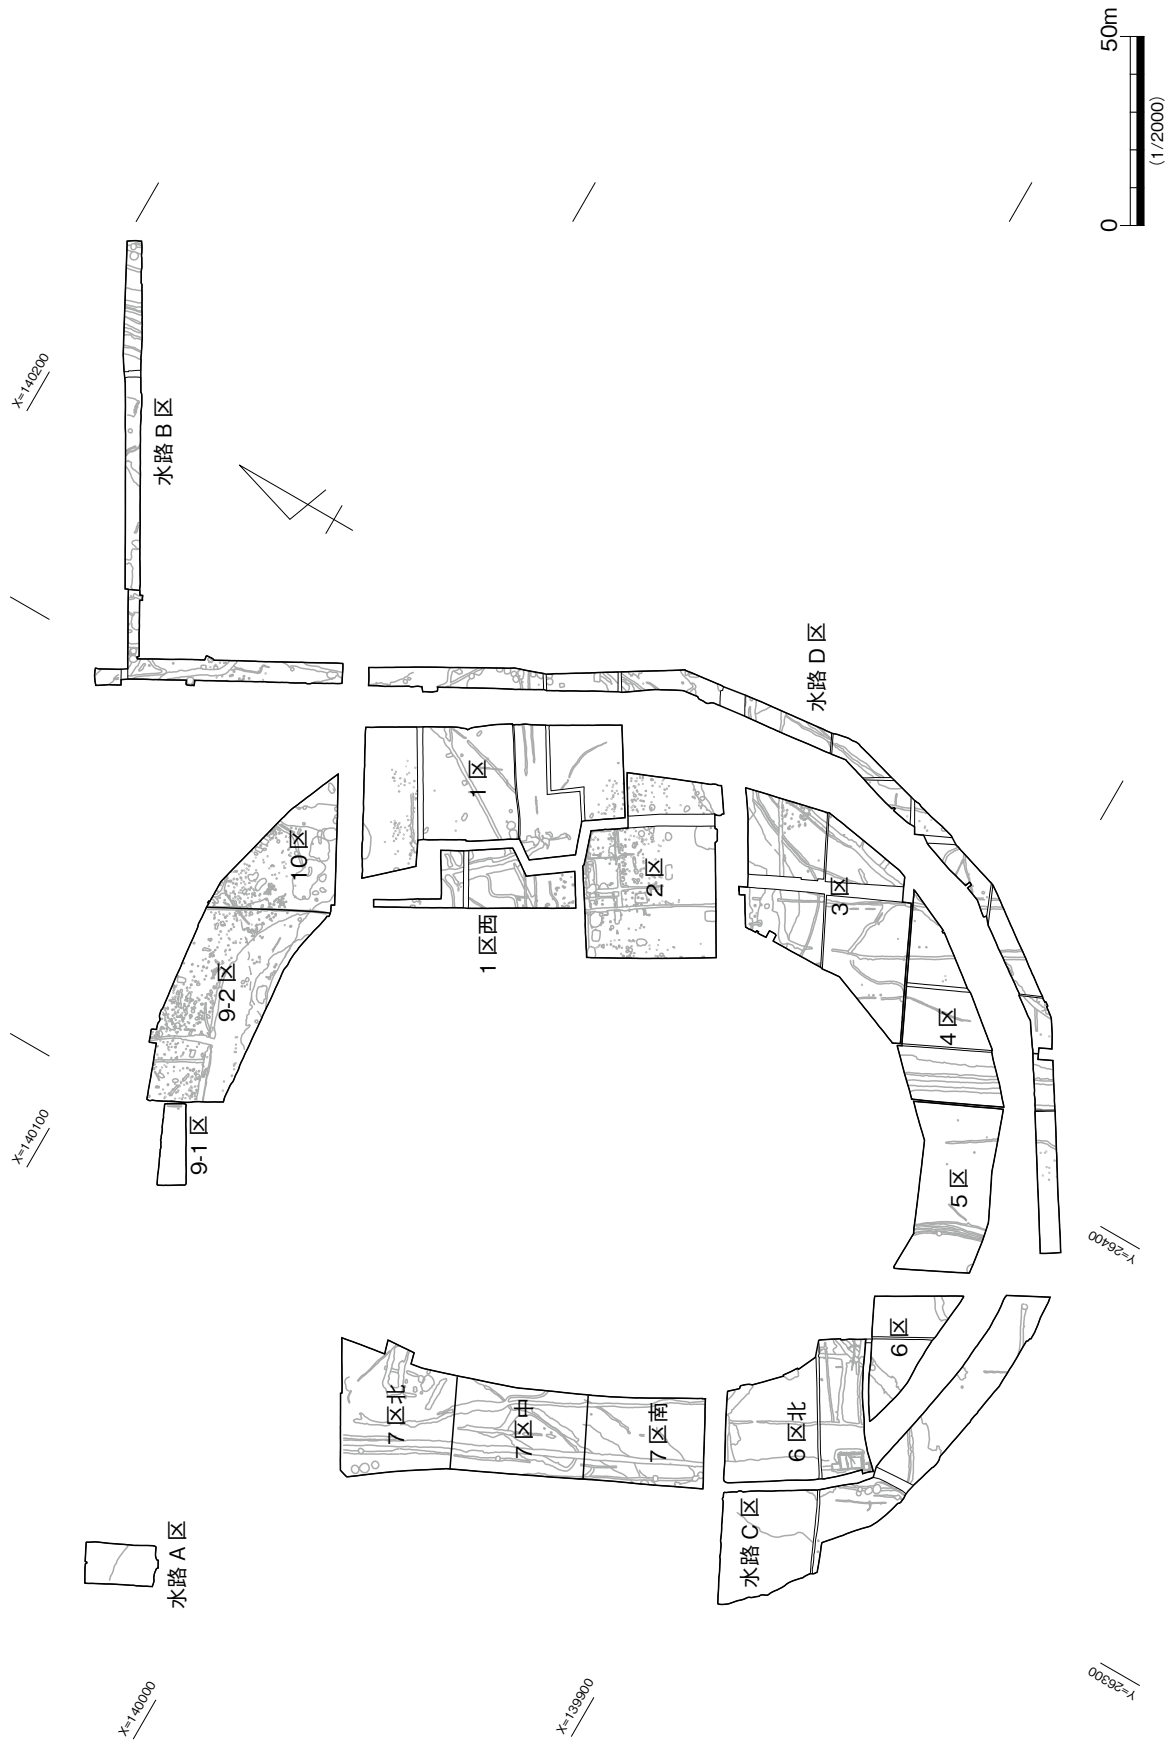 50m
0
(1/2000)
X=140200
水路 B 区
水路 D 区
1 区
10 区
2 区
3 区
1 区西
9-2 区
4 区
X=140100
9-1 区
5 区
Y=26400
6 区
7 区北
7 区中
7 区南
6 区北
水路 C 区
水路 A 区
X=140000
X=139900
Y=26300